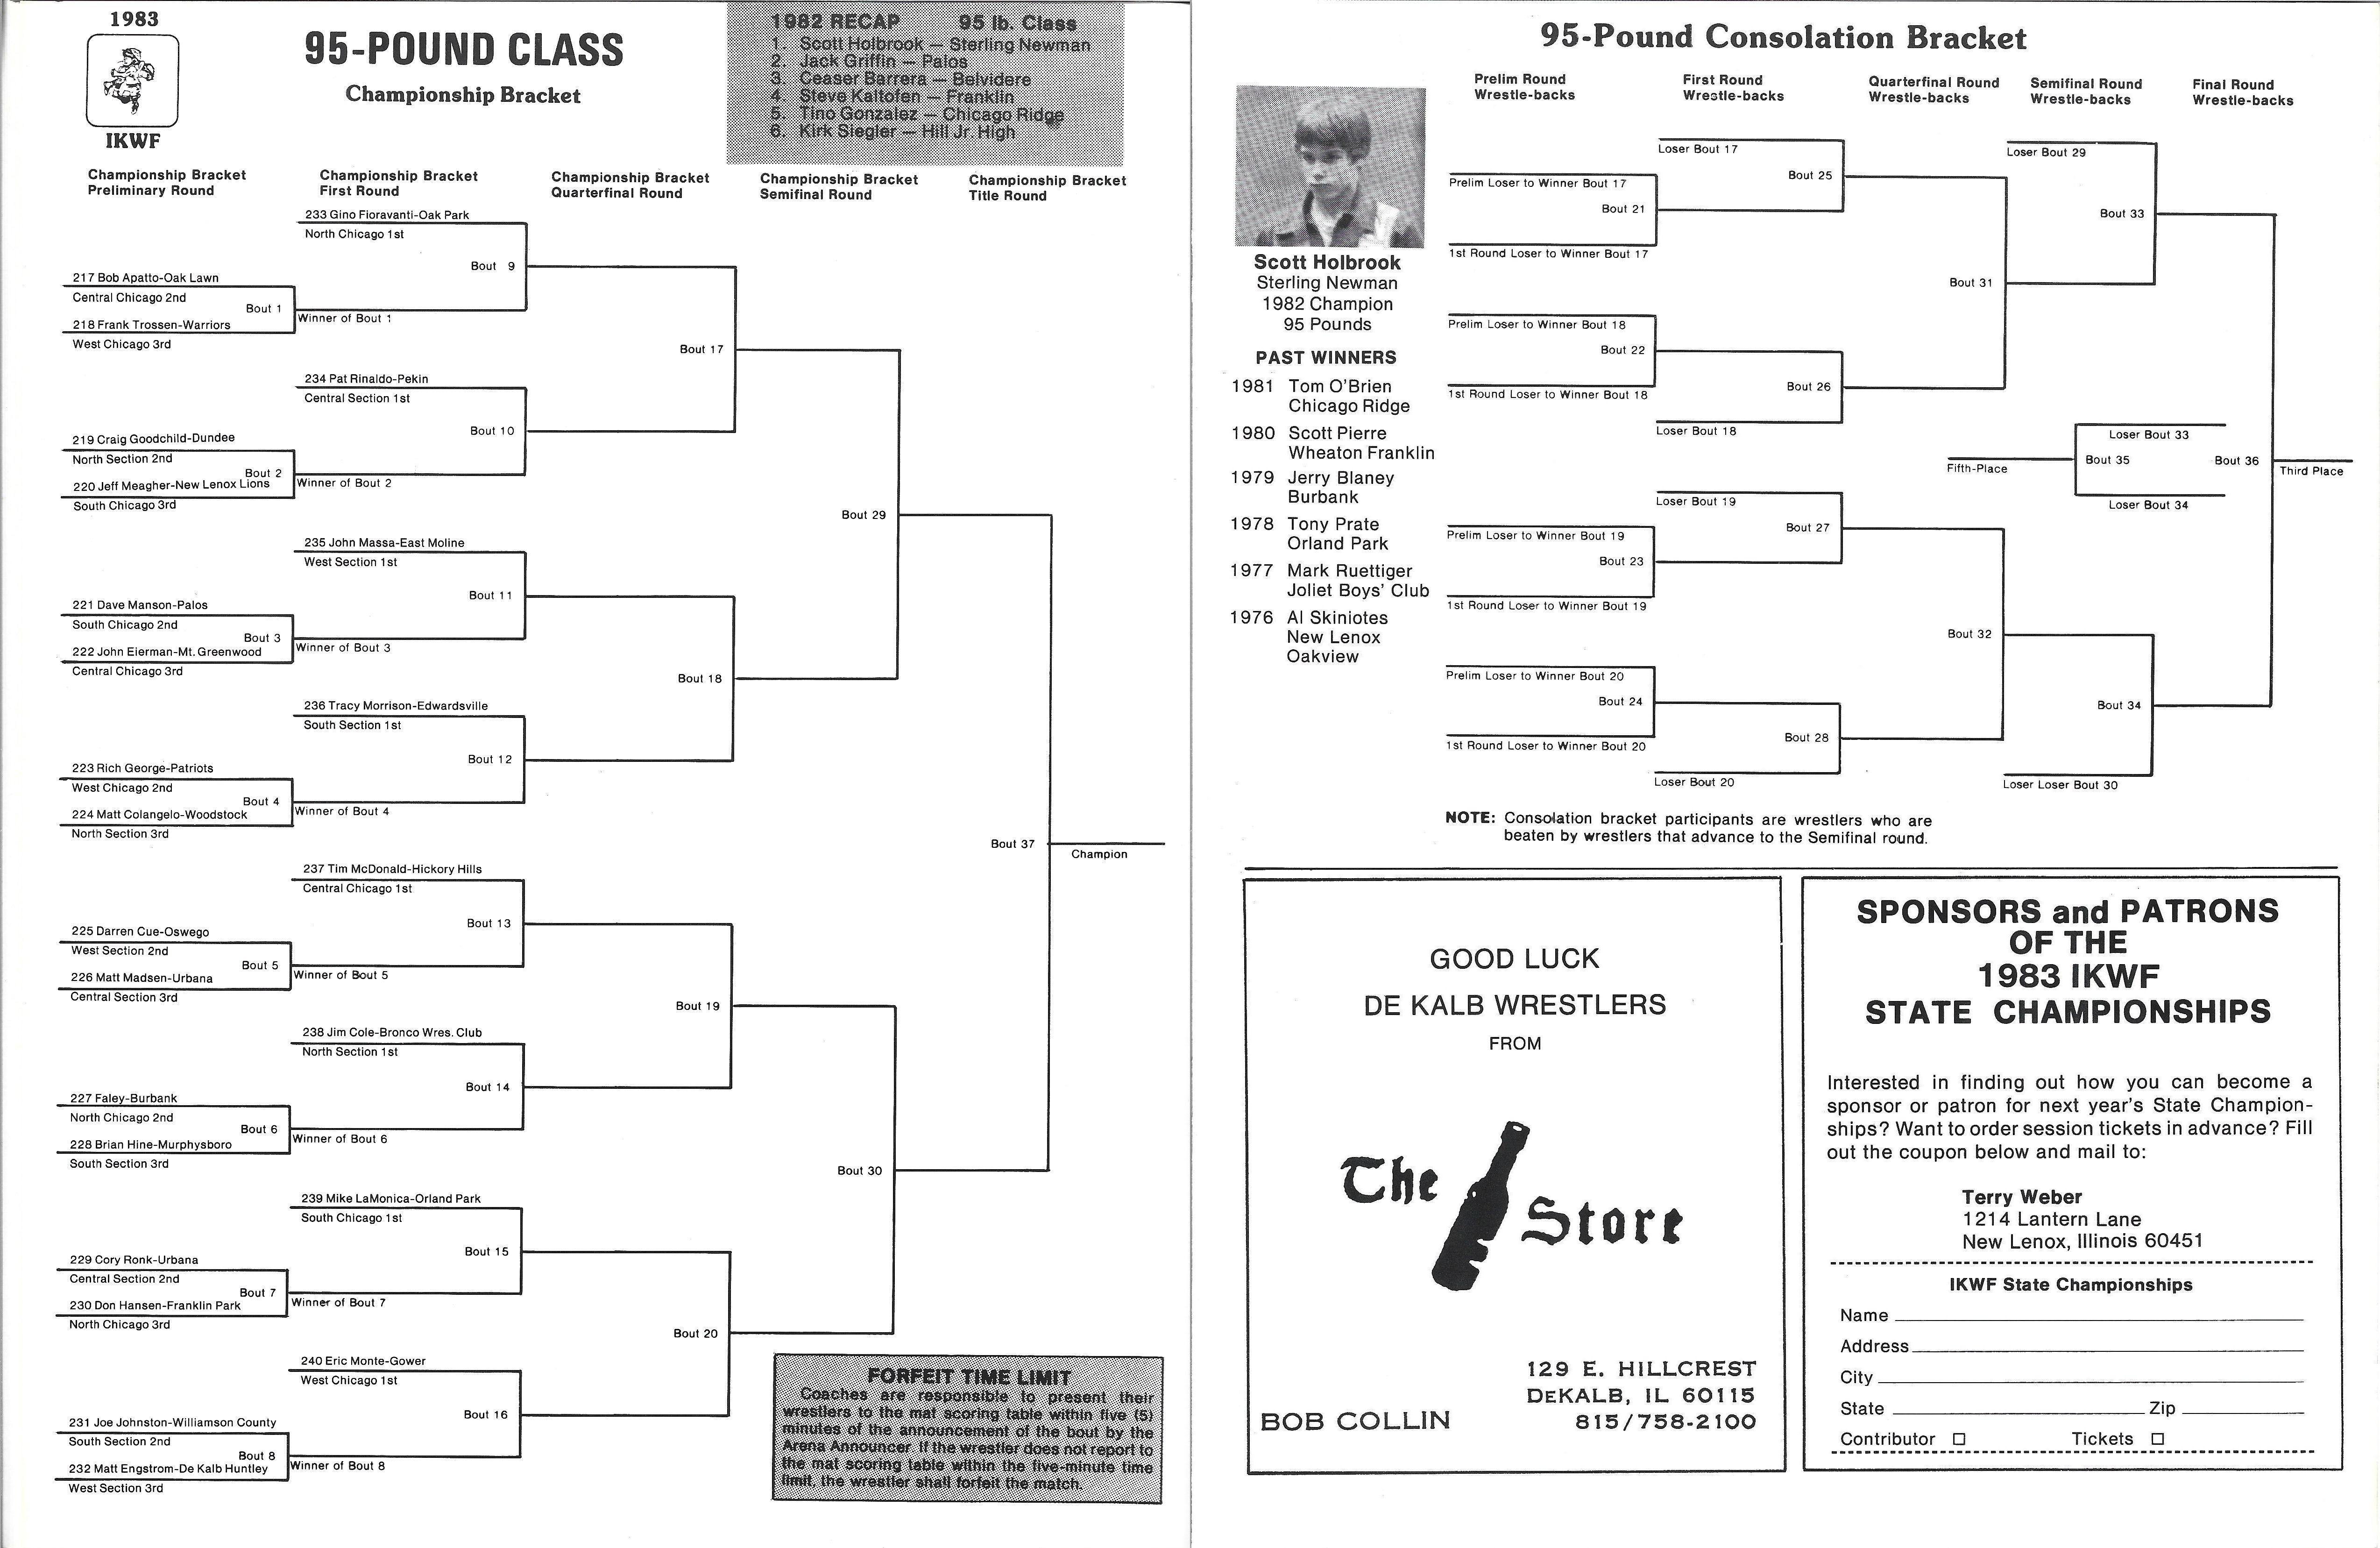 1983
IKWF
95-POUND CLASS
Championship Bracket
1982 RECAP 95 lb. Class
1. Scott Holbrook — Sterling Newman
2. Jack Griffin — Palos
3. Ceaser Barrera — Belvidere
4. Steve Kaltofen — Franklin
5. Tino Gonzalez — Chicago Ridge
6. Kirk Siegler — Hill Jr. High
Championship Bracket
Preliminary Round
Championship Bracket
First Round
Championship Bracket
Quarterfinal Round
Championship Bracket
Semifinal Round
Championship Bracket
Title Round
233 Gino Fioravanti-Oak Park
North Chicago 1st
Bout 9
217 Bob Apatto-Oak Lawn
Central Chicago 2nd
Bout 1
218 Frank Trossen-Warriors
West Chicago 3rd
Winner of Bout 1
Bout 17
234 Pat Rinaldo-Pekin
Central Section 1st
Bout 10
219 Craig Goodchild-Dundee
North Section 2nd
Bout 2
220 Jeff Meagher-New Lenox Lions
South Chicago 3rd
Winner of Bout 2
Bout 29
235 John Massa-East Moline
West Section 1st
Bout 11
221 Dave Manson-Palos
South Chicago 2nd
Bout 3
222 John Eierman-Mt. Greenwood
Central Chicago 3rd
Winner of Bout 3
Bout 18
236 Tracy Morrison-Edwardsville
South Section 1st
Bout 12
223 Rich George-Patriots
West Chicago 2nd
Bout 4
224 Matt Colangelo-Woodstock
North Section 3rd
Winner of Bout 4
Bout 37
Champion
237 Tim McDonald-Hickory Hills
Central Chicago 1st
Bout 13
225 Darren Cue-Oswego
West Section 2nd
Bout 5
226 Matt Madsen-Urbana
Central Section 3rd
Winner of Bout 5
Bout 19
238 Jim Cole-Bronco Wres. Club
North Section 1st
Bout 14
227 Faley-Burbank
North Chicago 2nd
Bout 6
228 Brian Hine-Murphysboro
South Section 3rd
Winner of Bout 6
Bout 30
239 Mike LaMonica-Orland Park
South Chicago 1st
Bout 15
229 Cory Ronk-Urbana
Central Section 2nd
Bout 7
230 Don Hansen-Franklin Park
North Chicago 3rd
Winner of Bout 7
Bout 20
240 Eric Monte-Gower
West Chicago 1st
Bout 16
231 Joe Johnston-Williamson County
South Section 2nd
Bout 8
232 Matt Engstrom-De Kalb Huntley
West Section 3rd
Winner of Bout 8
FORFEIT TIME LIMIT
Coaches are responsible to present their
wrestlers to the mat scoring table within five (5)
minutes of the announcement of the bout by the
Arena Announcer. If the wrestler does not report to
the mat scoring table within the five-minute time
limit, the wrestler shall forfeit the match.
95-Pound Consolation Bracket
Prelim Round
Wrestle-backs
First Round
Wrestle-backs
Quarterfinal Round
Wrestle-backs
Semifinal Round
Wrestle-backs
Final Round
Wrestle-backs
Scott Holbrook
Sterling Newman
1982 Champion
95 Pounds
PAST WINNERS
1981 Tom O'Brien
Chicago Ridge
1980 Scott Pierre
Wheaton Franklin
1979 Jerry Blaney
Burbank
1978 Tony Prate
Orland Park
1977 Mark Ruettiger
Joliet Boys' Club
1976 Al Skiniotes
New Lenox
Oakview
Loser Bout 17
Bout 25
Prelim Loser to Winner Bout 17
Bout 21
1st Round Loser to Winner Bout 17
Loser Bout 29
Bout 33
Bout 31
Prelim Loser to Winner Bout 18
Bout 22
1st Round Loser to Winner Bout 18
Bout 26
Loser Bout 18
Loser Bout 33
Fifth-Place
Bout 35
Loser Bout 34
Bout 36
Third Place
Loser Bout 19
Bout 27
Prelim Loser to Winner Bout 19
Bout 23
1st Round Loser to Winner Bout 19
Bout 32
Prelim Loser to Winner Bout 20
Bout 24
1st Round Loser to Winner Bout 20
Bout 28
Loser Bout 20
Bout 34
Loser Loser Bout 30
NOTE: Consolation bracket participants are wrestlers who are
beaten by wrestlers that advance to the Semifinal round.
GOOD LUCK
DE KALB WRESTLERS
FROM
The Store
BOB COLLIN
129 E. HILLCREST
DEKALB, IL 60115
815/758-2100
SPONSORS and PATRONS
OF THE
1983 IKWF
STATE CHAMPIONSHIPS
Interested in finding out how you can become a
sponsor or patron for next year's State Champion-
ships? Want to order session tickets in advance? Fill
out the coupon below and mail to:
Terry Weber
1214 Lantern Lane
New Lenox, Illinois 60451
IKWF State Championships
Name
Address
City
State Zip
Contributor Tickets